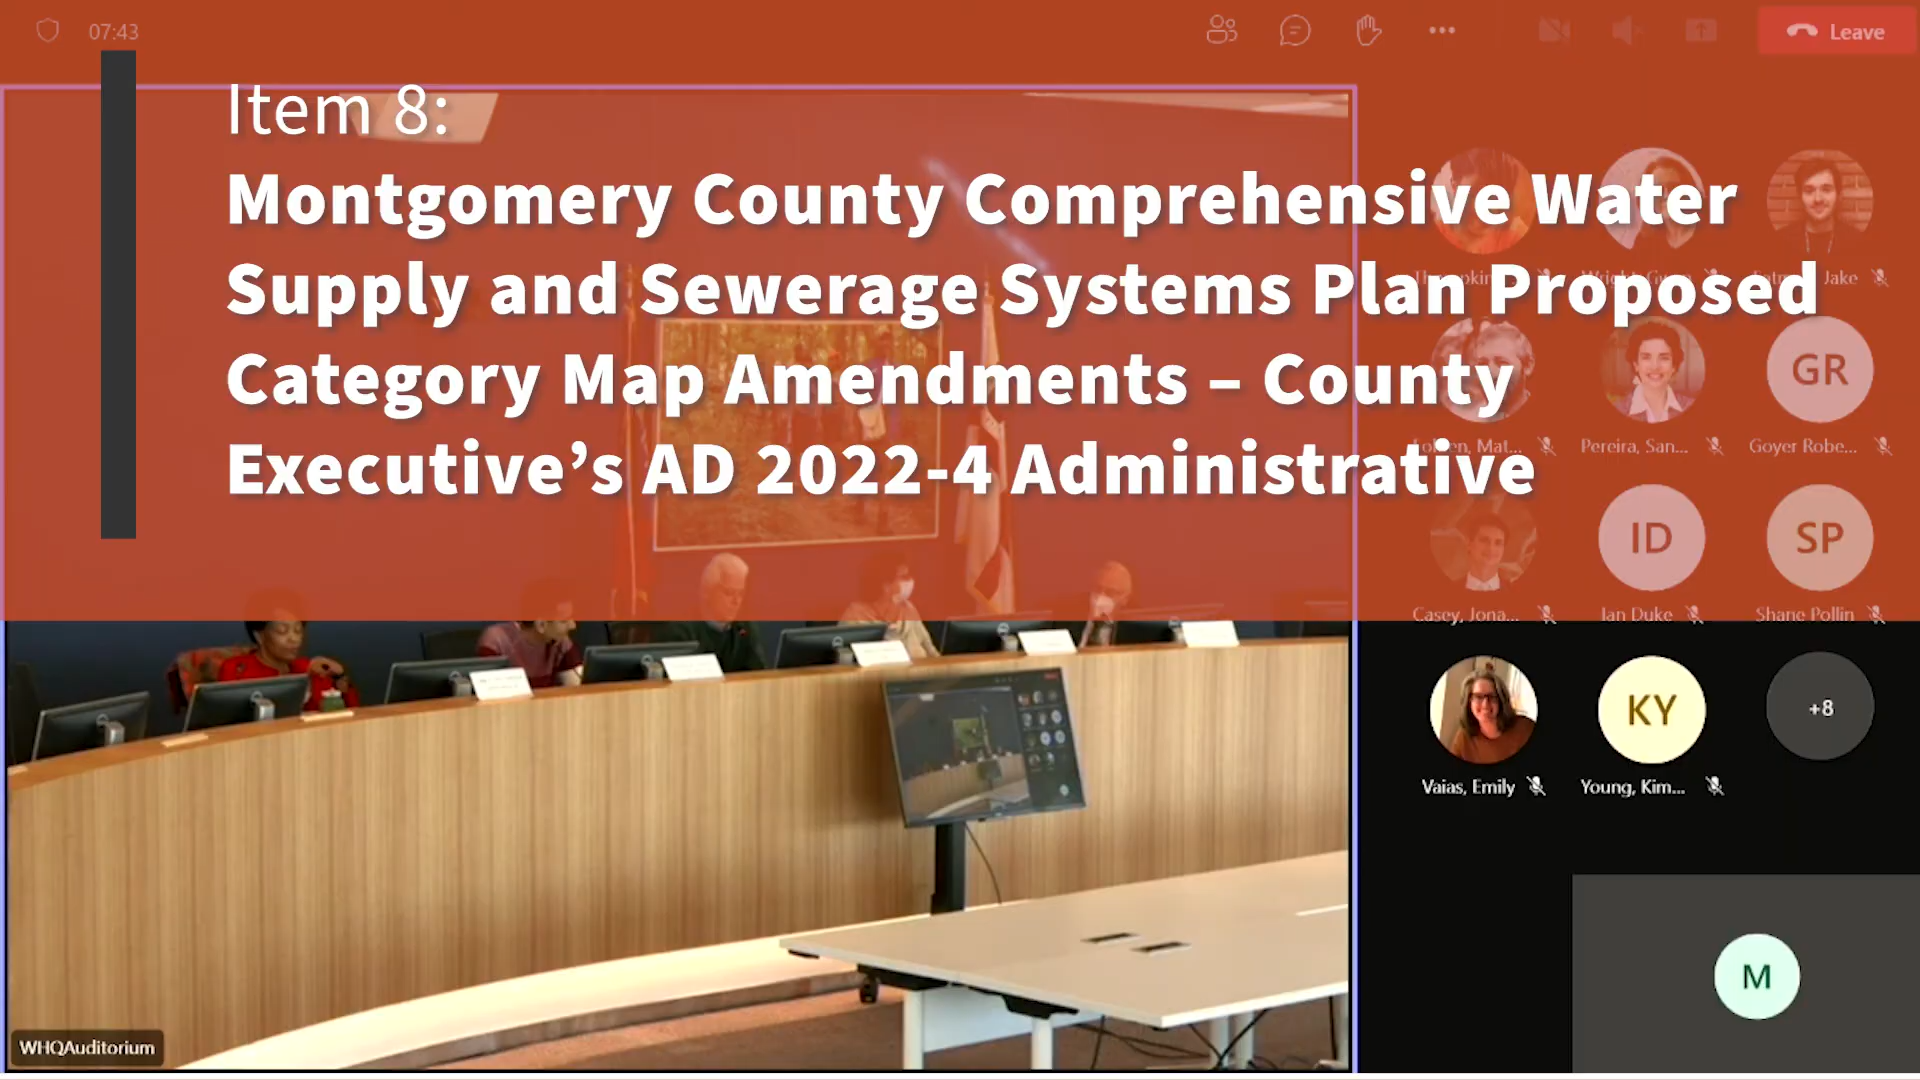 07:43
Leave
Item 8:
Montgomery County Comprehensive Water
Supply and Sewerage Systems Plan Proposed
Category Map Amendments – County
Executive’s AD 2022-4 Administrative
Jake
GR
Mat...
Pereira, San...
Goyer Robe...
ID
SP
Casey, Jona...
Ian Duke
Shane Pollin
KY
+8
Vaias, Emily
Young, Kim...
M
WHQAuditorium